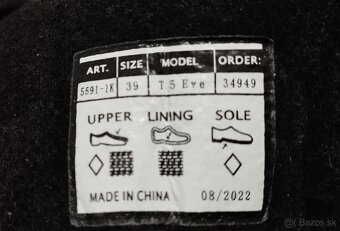 ART. SIZE MODEL ORDER:
5591-1K 39 T 5 Eve 34949
UPPER LINING SOLE
MADE IN CHINA 08/2022
© Bazos.sk